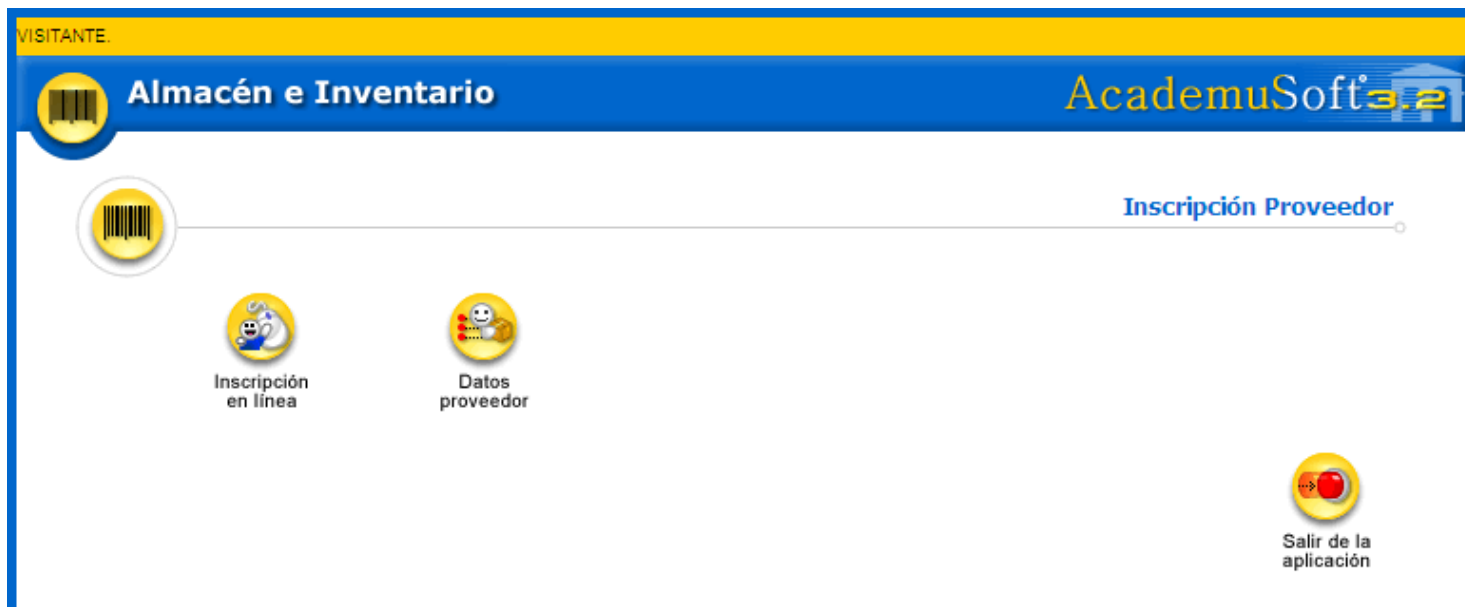 VISITANTE.
Almacén e Inventario
AcademuSoft 3.2
Inscripción Proveedor
Inscripción
en línea
Datos
proveedor
Salir de la
aplicación